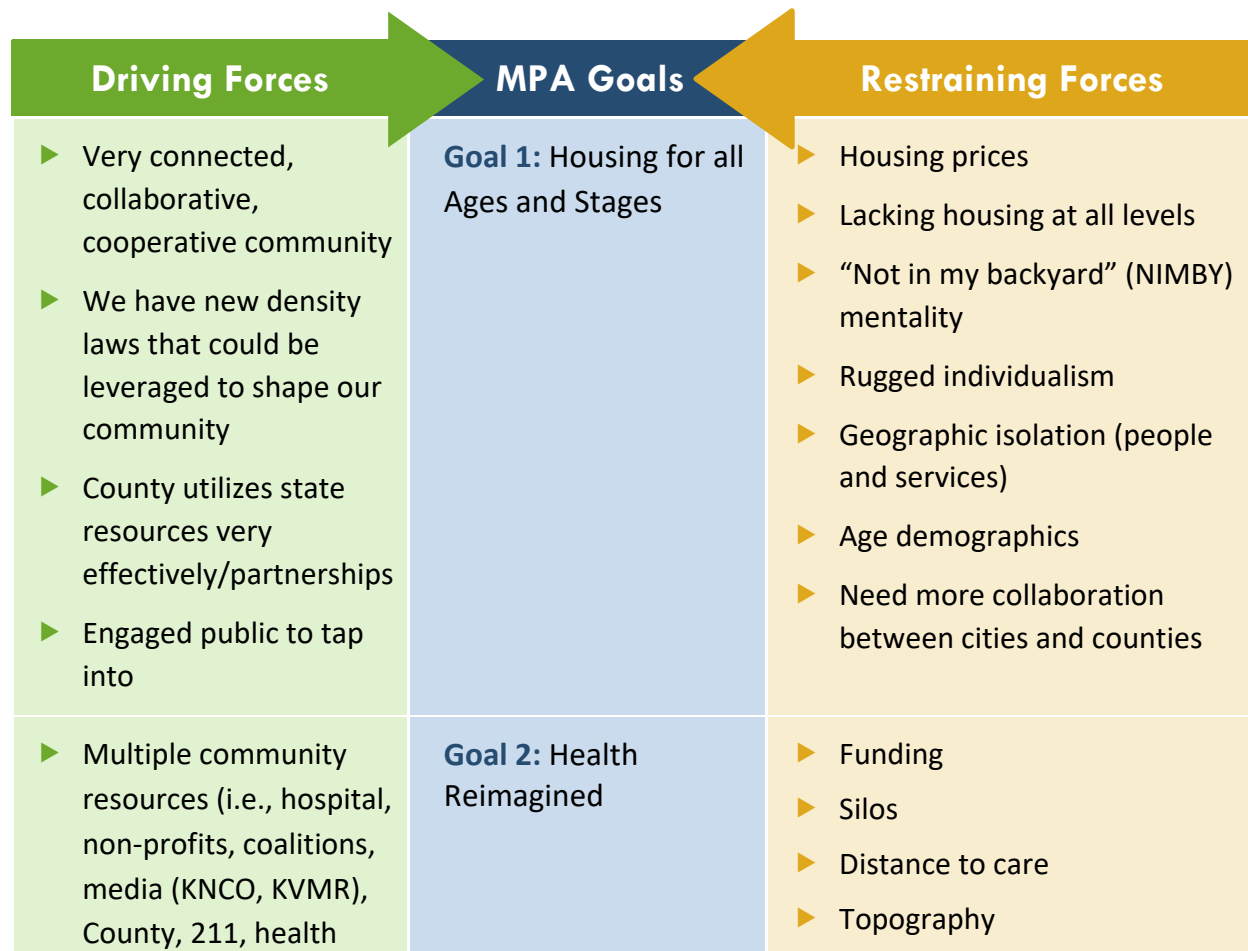 Driving Forces
MPA Goals
Restraining Forces
Very connected,
collaborative,
cooperative community
We have new density
laws that could be
leveraged to shape our
community
County utilizes state
resources very
effectively/partnerships
Engaged public to tap
into
Goal 1: Housing for all
Ages and Stages
Housing prices
Lacking housing at all levels
“Not in my backyard” (NIMBY)
mentality
Rugged individualism
Geographic isolation (people
and services)
Age demographics
Need more collaboration
between cities and counties
Multiple community
resources (i.e., hospital,
non-profits, coalitions,
media (KNCO, KVMR),
County, 211, health
Goal 2: Health
Reimagined
Funding
Silos
Distance to care
Topography